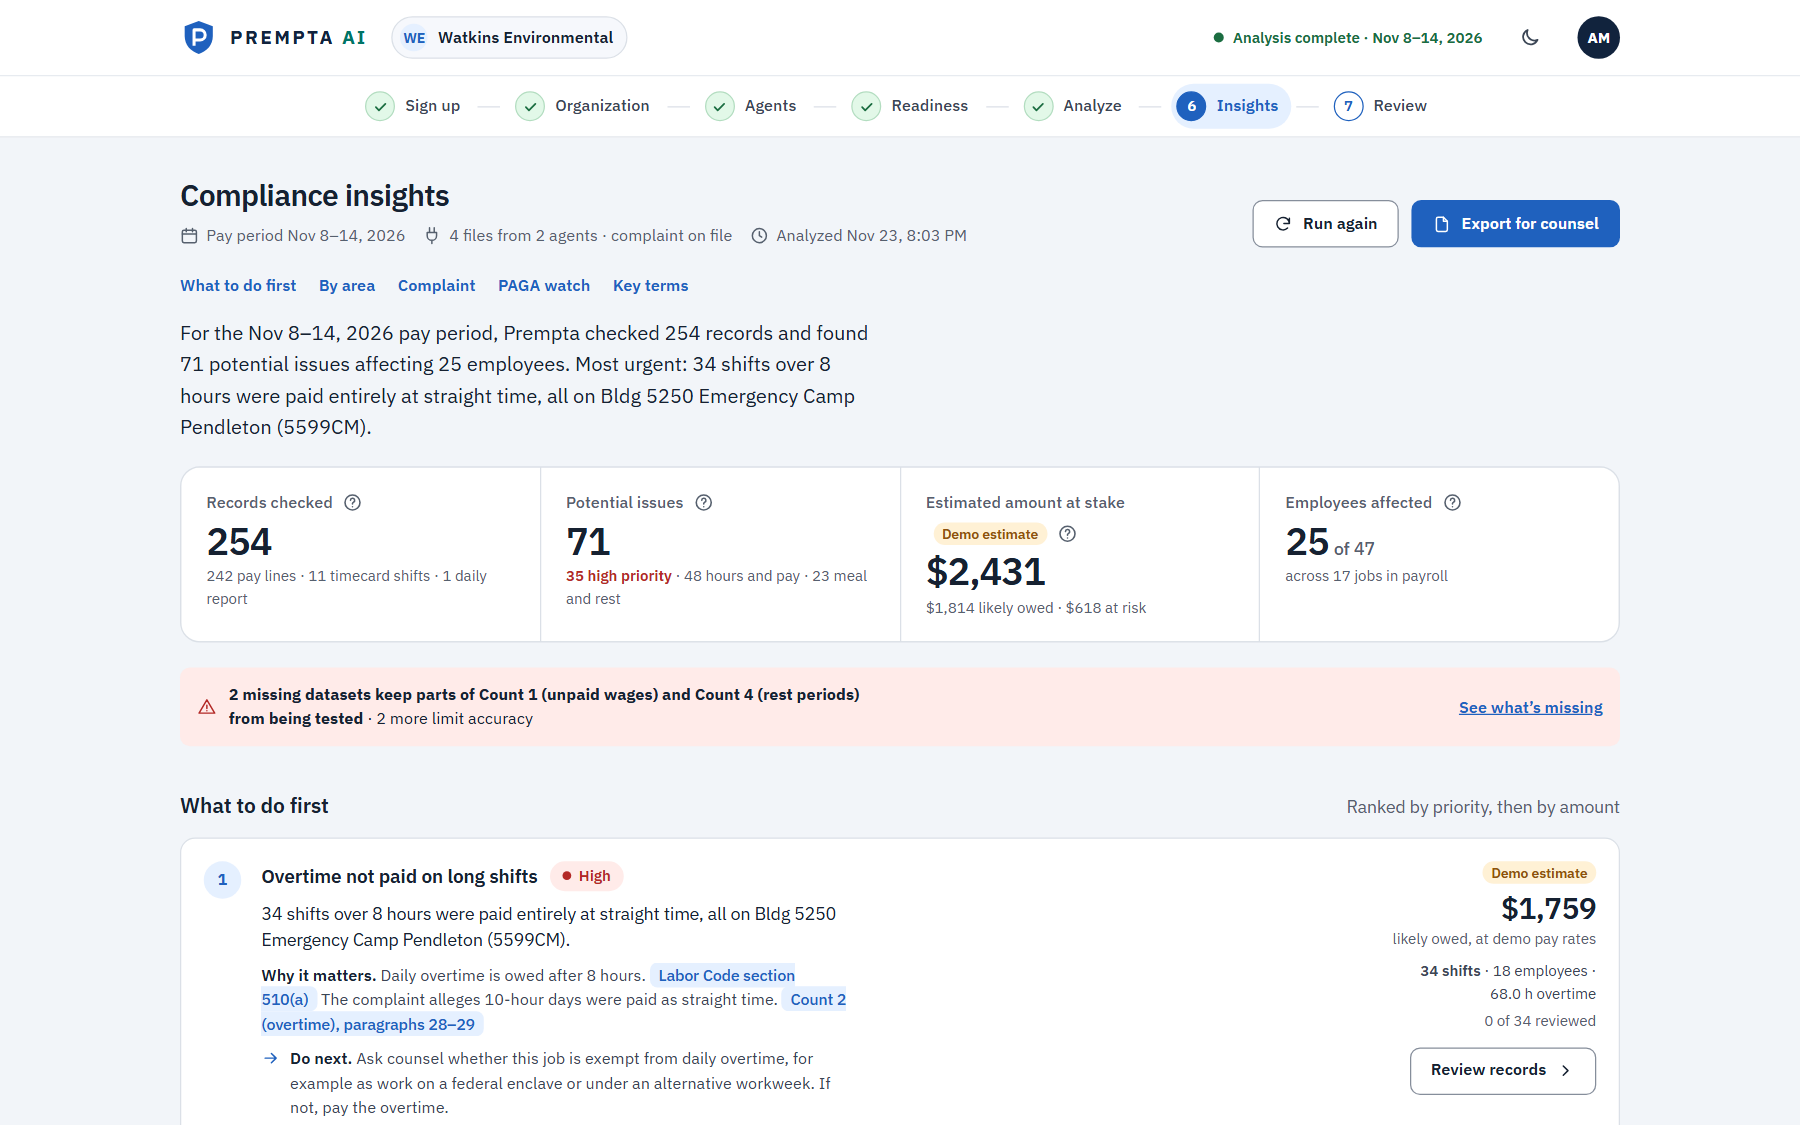 PREMPTA AI
WE Watkins Environmental
Analysis complete · Nov 8–14, 2026
AM
Sign up
Organization
Agents
Readiness
Analyze
6 Insights
7 Review
Compliance insights
Pay period Nov 8–14, 2026
4 files from 2 agents · complaint on file
Analyzed Nov 23, 8:03 PM
Run again
Export for counsel
What to do first
By area
Complaint
PAGA watch
Key terms
For the Nov 8–14, 2026 pay period, Prempta checked 254 records and found
71 potential issues affecting 25 employees. Most urgent: 34 shifts over 8
hours were paid entirely at straight time, all on Bldg 5250 Emergency Camp
Pendleton (5599CM).
Records checked ?
254
242 pay lines · 11 timecard shifts · 1 daily
report
Potential issues ?
71
35 high priority · 48 hours and pay · 23 meal
and rest
Estimated amount at stake
Demo estimate ?
$2,431
$1,814 likely owed · $618 at risk
Employees affected ?
25 of 47
across 17 jobs in payroll
2 missing datasets keep parts of Count 1 (unpaid wages) and Count 4 (rest periods)
from being tested · 2 more limit accuracy
See what's missing
What to do first
Ranked by priority, then by amount
1
Overtime not paid on long shifts
High
34 shifts over 8 hours were paid entirely at straight time, all on Bldg 5250
Emergency Camp Pendleton (5599CM).
Why it matters. Daily overtime is owed after 8 hours. Labor Code section
510(a) The complaint alleges 10-hour days were paid as straight time. Count 2
(overtime), paragraphs 28–29
→ Do next. Ask counsel whether this job is exempt from daily overtime, for
example as work on a federal enclave or under an alternative workweek. If
not, pay the overtime.
Demo estimate
$1,759
likely owed, at demo pay rates
34 shifts · 18 employees ·
68.0 h overtime
0 of 34 reviewed
Review records